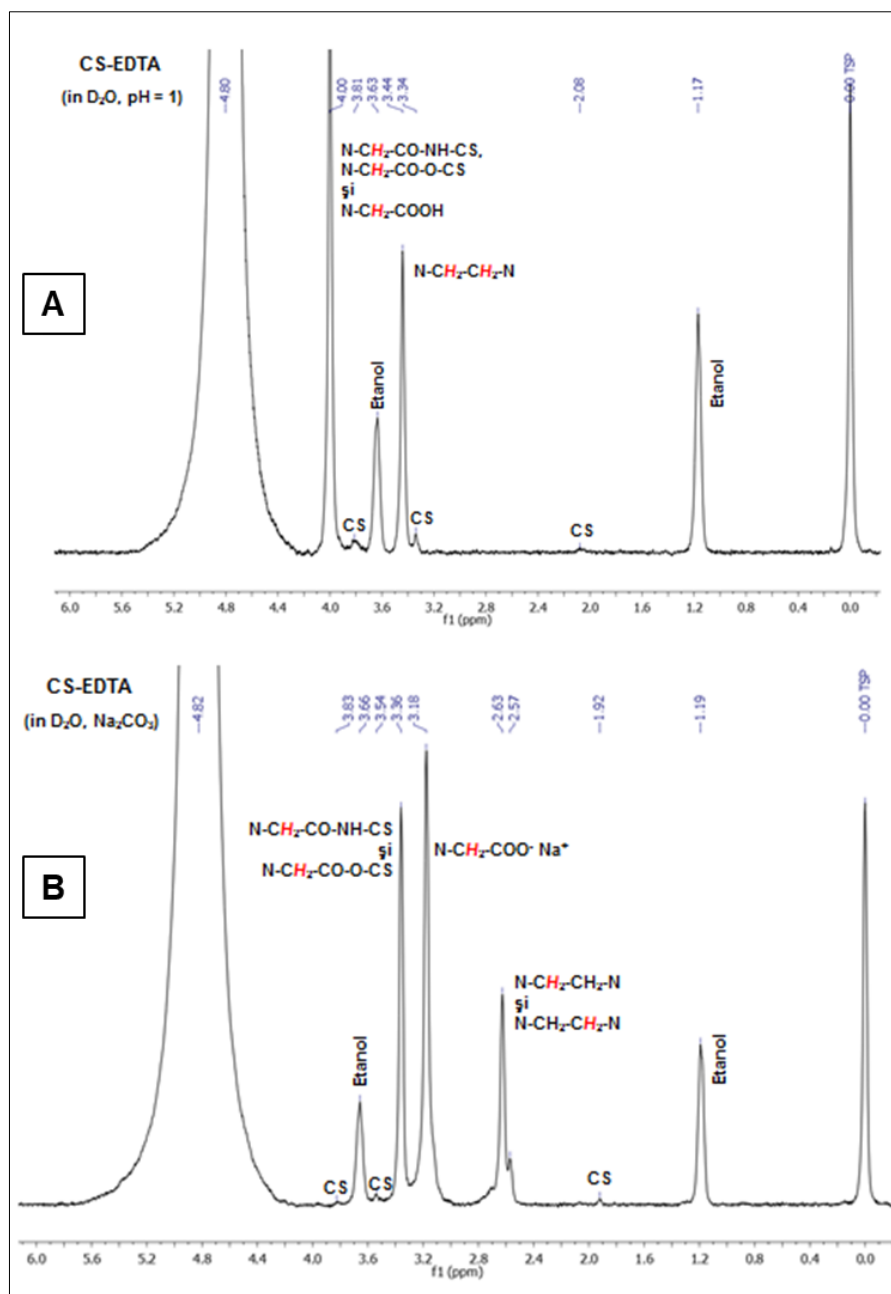 CS-EDTA
(in D₂O, pH = 1)
4.80
4.00
3.81
3.63
3.44
3.34
2.08
1.17
0.00 TSP
N-CH₂-CO-NH-CS,
N-CH₂-CO-O-CS
şi
N-CH₂-COOH
N-CH₂-CH₂-N
A
Etanol
Etanol
CS
CS
CS
6.0 5.6 5.2 4.8 4.4 4.0 3.6 3.2 2.8 2.4 2.0 1.6 1.2 0.8 0.4 0.0
f1 (ppm)
CS-EDTA
(in D₂O, Na₂CO₃)
4.82
3.83
3.66
3.54
3.36
3.18
2.63
2.57
1.92
1.19
0.00 TSP
N-CH₂-CO-NH-CS
şi
N-CH₂-CO-O-CS
N-CH₂-COO⁻ Na⁺
B
N-CH₂-CH₂-N
şi
N-CH₂-CH₂-N
Etanol
Etanol
CS
CS
CS
6.0 5.6 5.2 4.8 4.4 4.0 3.6 3.2 2.8 2.4 2.0 1.6 1.2 0.8 0.4 0.0
f1 (ppm)